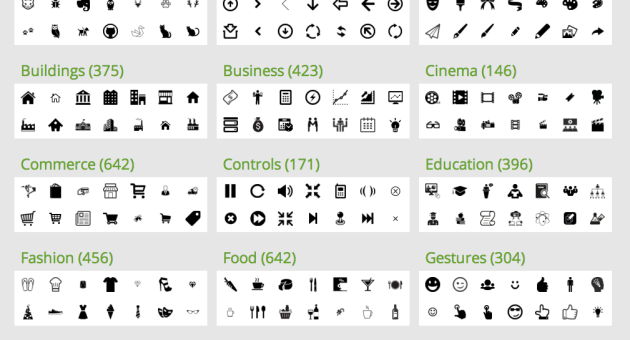 Buildings (375)
Business (423)
Cinema (146)
Commerce (642)
Controls (171)
Education (396)
Fashion (456)
Food (642)
Gestures (304)